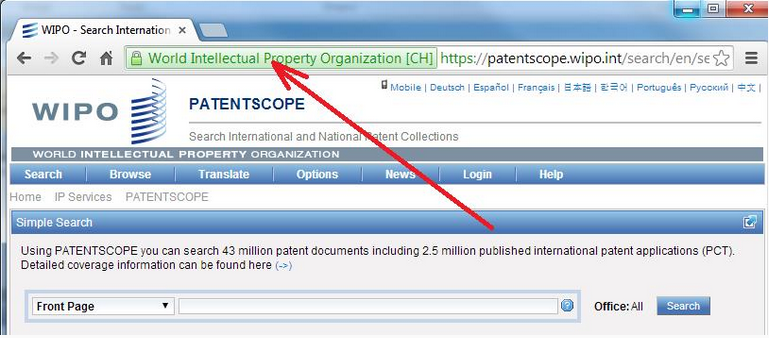 WIPO - Search Internation
World Intellectual Property Organization [CH] https://patentscope.wipo.int/search/en/se
Mobile | Deutsch | Español | Français | 日本語 | 한국어 | Português | Русский | 中文 |
WIPO
PATENTSCOPE
Search International and National Patent Collections
WORLD INTELLECTUAL PROPERTY ORGANIZATION
Search Browse Translate Options News Login Help
Home IP Services PATENTSCOPE
Simple Search
Using PATENTSCOPE you can search 43 million patent documents including 2.5 million published international patent applications (PCT).
Detailed coverage information can be found here (->)
Front Page ? Office: All Search